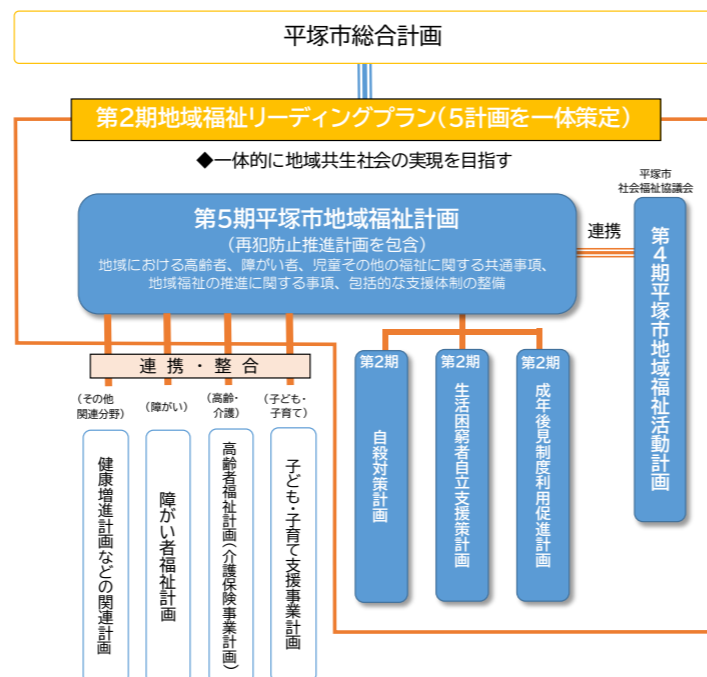 平塚市総合計画
第2期地域福祉リーディングプラン(5計画を一体策定)
◆一体的に地域共生社会の実現を目指す
平塚市
社会福祉協議会
第5期平塚市地域福祉計画
(再犯防止推進計画を包含)
地域における高齢者、障がい者、児童その他の福祉に関する共通事項、
地域福祉の推進に関する事項、包括的な支援体制の整備
連携
第4期平塚市地域福祉活動計画
連携・整合
(その他
関連分野)
健康増進計画などの関連計画
(障がい)
障がい者福祉計画
(高齢・
介護)
高齢者福祉計画(介護保険事業計画)
(子ども・
子育て)
子ども・子育て支援事業計画
第2期
自殺対策計画
第2期
生活困窮者自立支援策計画
第2期
成年後見制度利用促進計画